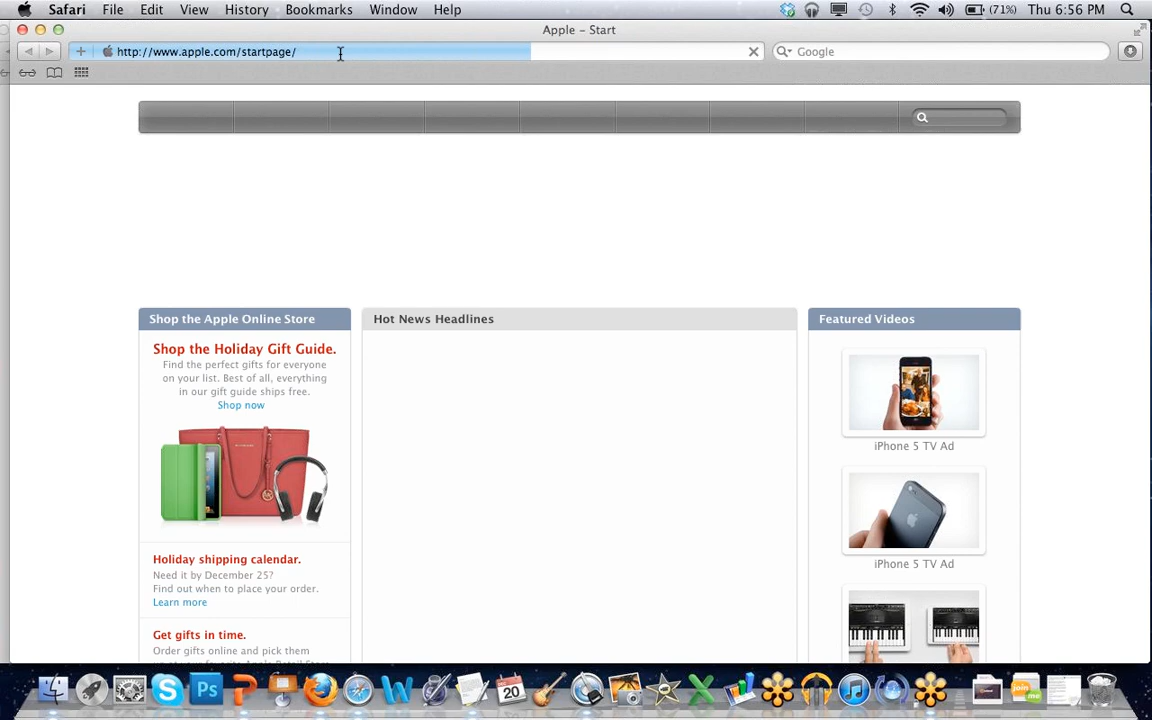 Safari File Edit View History Bookmarks Window Help (71%) Thu 6:56 PM
Apple – Start
http://www.apple.com/startpage/
Google
Shop the Apple Online Store
Shop the Holiday Gift Guide.
Find the perfect gifts for everyone
on your list. Best of all, everything
in our gift guide ships free.
Shop now
Holiday shipping calendar.
Need it by December 25?
Find out when to place your order.
Learn more
Get gifts in time.
Order gifts online and pick them
Hot News Headlines
Featured Videos
iPhone 5 TV Ad
iPhone 5 TV Ad
Ps
20
join
me